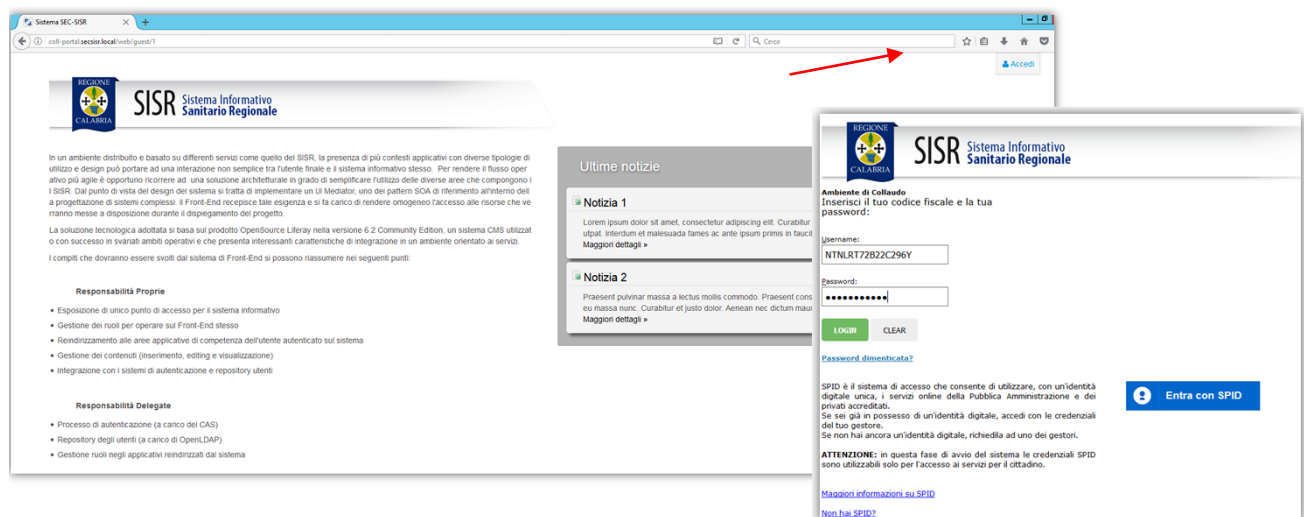 Sistema SEC-SISR
coll-portal.secsisr.local/web/guest/1
Cerca
Accedi
REGIONE
CALABRIA
SISR Sistema Informativo
Sanitario Regionale
In un ambiente distribuito e basato su differenti servizi come quello del SISR, la presenza di più contesti applicativi con diverse tipologie di
utilizzo e design può portare ad una interazione non semplice tra l'utente finale e il sistema informativo stesso. Per rendere il flusso oper
ativo più agile è opportuno ricorrere ad una soluzione architetturale in grado di semplificare l'utilizzo delle diverse aree che compongono i
l SISR. Dal punto di vista del design del sistema si tratta di implementare un UI Mediator, uno dei pattern SOA di riferimento all'interno dell
a progettazione di sistemi complessi. Il Front-End recepisce tale esigenza e si fa carico di rendere omogeneo l'accesso alle risorse che ve
rranno messe a disposizione durante il dispiegamento del progetto.
La soluzione tecnologica adottata si basa sul prodotto OpenSource Liferay nella versione 6.2 Community Edition, un sistema CMS utilizzat
o con successo in svariati ambiti operativi e che presenta interessanti caratteristiche di integrazione in un ambiente orientato ai servizi.
I compiti che dovranno essere svolti dal sistema di Front-End si possono riassumere nei seguenti punti:
Responsabilità Proprie
• Esposizione di unico punto di accesso per il sistema informativo
• Gestione dei ruoli per operare sul Front-End stesso
• Reindirizzamento alle aree applicative di competenza dell'utente autenticato sul sistema
• Gestione dei contenuti (inserimento, editing e visualizzazione)
• Integrazione con i sistemi di autenticazione e repository utenti
Responsabilità Delegate
• Processo di autenticazione (a carico del CAS)
• Repository degli utenti (a carico di OpenLDAP)
• Gestione ruoli negli applicativi reindirizzati dal sistema
Ultime notizie
Notizia 1
Lorem ipsum dolor sit amet, consectetur adipiscing elit. Curabitur
utpat. Interdum et malesuada fames ac ante ipsum primis in faucil
Maggiori dettagli »
Notizia 2
Praesent pulvinar massa a lectus mollis commodo. Praesent cons
eu massa nunc. Curabitur et justo dolor. Aenean nec dictum mau
Maggiori dettagli »
REGIONE
CALABRIA
SISR Sistema Informativo
Sanitario Regionale
Ambiente di Collaudo
Inserisci il tuo codice fiscale e la tua
password:
Username:
NTNLRT72B22C296Y
Password:
•••••••••••
LOGIN CLEAR
Password dimenticata?
SPID è il sistema di accesso che consente di utilizzare, con un'identità
digitale unica, i servizi online della Pubblica Amministrazione e dei
privati accreditati.
Se sei già in possesso di un'identità digitale, accedi con le credenziali
del tuo gestore.
Se non hai ancora un'identità digitale, richiedila ad uno dei gestori.
Entra con SPID
ATTENZIONE: in questa fase di avvio del sistema le credenziali SPID
sono utilizzabili solo per l'accesso ai servizi per il cittadino.
Maggiori informazioni su SPID
Non hai SPID?